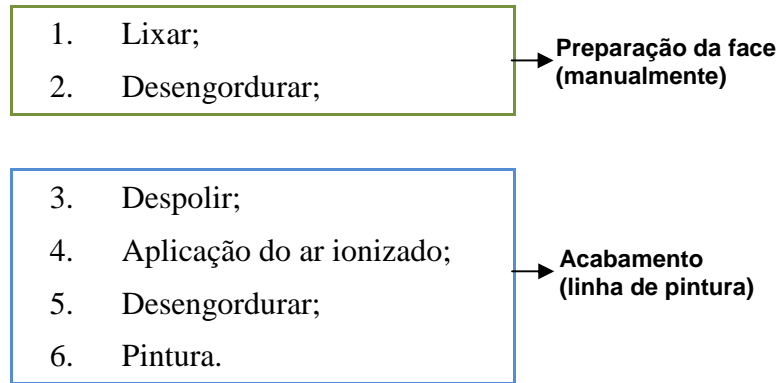 1. Lixar;
2. Desengordurar;
Preparação da face
(manualmente)
3. Despolir;
4. Aplicação do ar ionizado;
5. Desengordurar;
6. Pintura.
Acabamento
(linha de pintura)